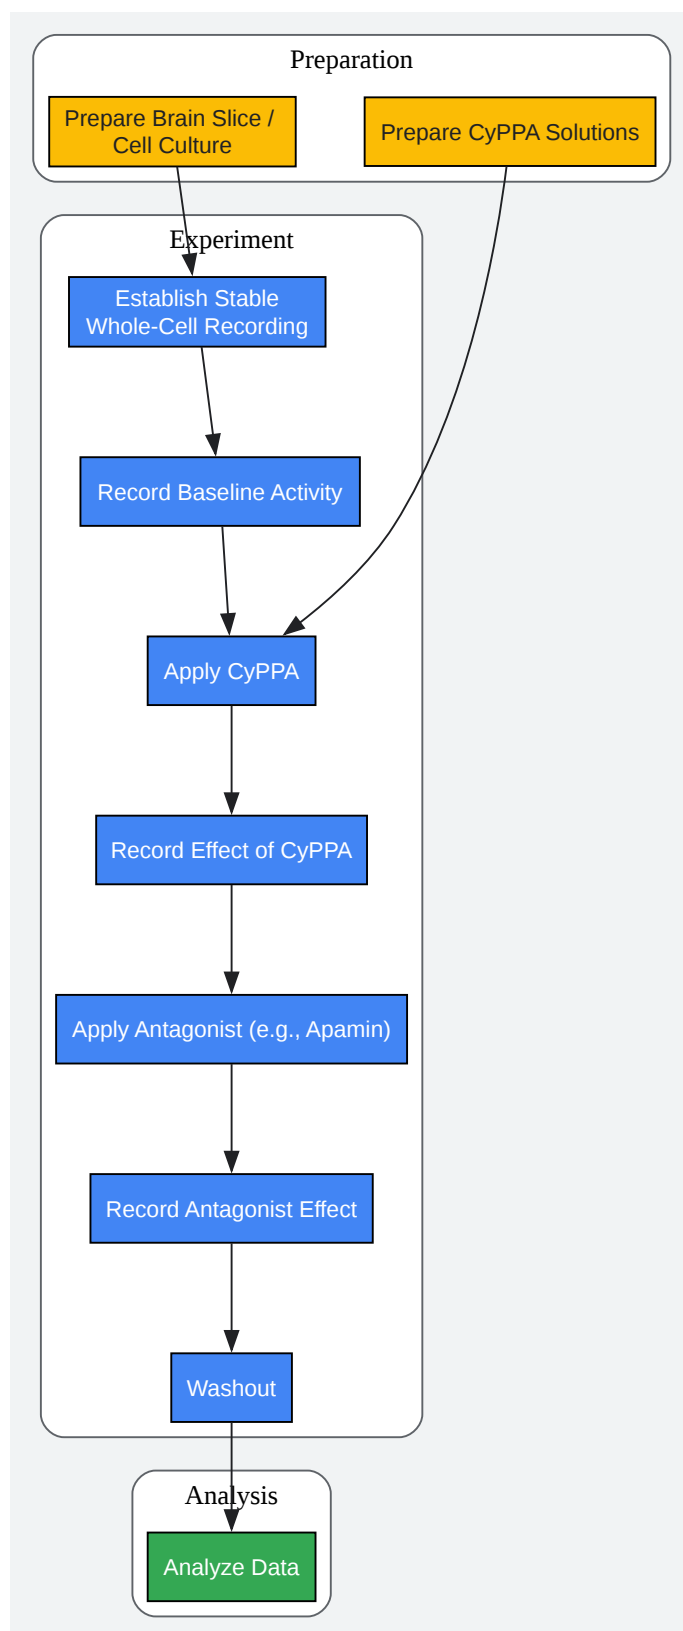 Preparation
Prepare Brain Slice /
Cell Culture
Prepare CyPPA Solutions
Experiment
Establish Stable
Whole-Cell Recording
Record Baseline Activity
Apply CyPPA
Record Effect of CyPPA
Apply Antagonist (e.g., Apamin)
Record Antagonist Effect
Washout
Analysis
Analyze Data